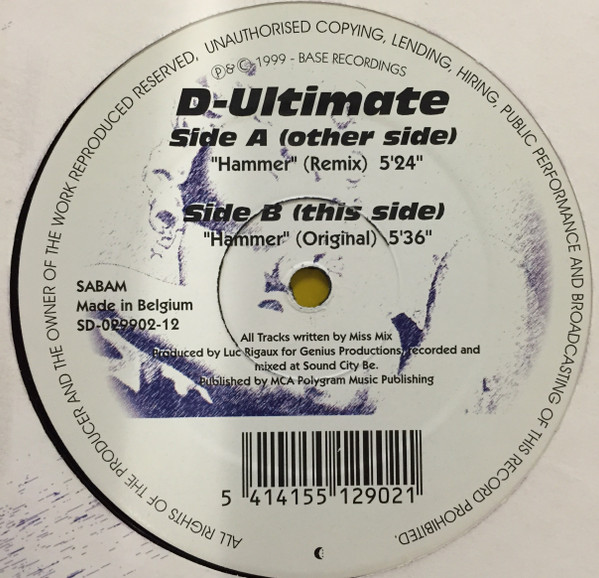 ALL RIGHTS OF THE PRODUCER AND THE OWNER OF THE WORK REPRODUCED RESERVED, UNAUTHORISED COPYING, LENDING, HIRING, PUBLIC PERFORMANCE AND BROADCASTING OF THIS RECORD PROHIBITED.
Ⓟ&© 1999 - BASE RECORDINGS
D-Ultimate
Side A (other side)
"Hammer" (Remix) 5'24"
Side B (this side)
"Hammer" (Original) 5'36"
SABAM
Made in Belgium
SD-029902-12
All Tracks written by Miss Mix
Produced by Luc Rigaux for Genius Productions, recorded and
mixed at Sound City Be.
Published by MCA Polygram Music Publishing
5 414155 129021